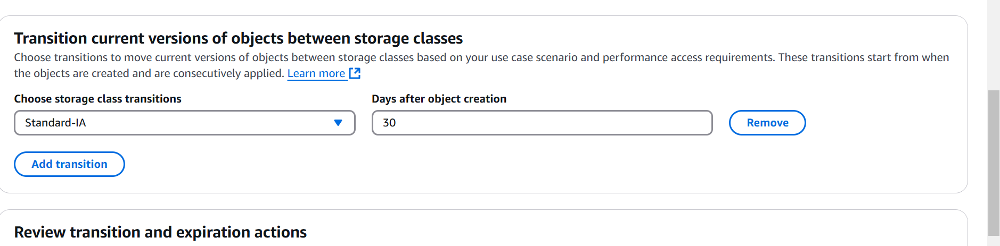 Transition current versions of objects between storage classes
Choose transitions to move current versions of objects between storage classes based on your use case scenario and performance access requirements. These transitions start from when
the objects are created and are consecutively applied. Learn more
Choose storage class transitions
Days after object creation
Standard-IA
30
Remove
Add transition
Review transition and expiration actions